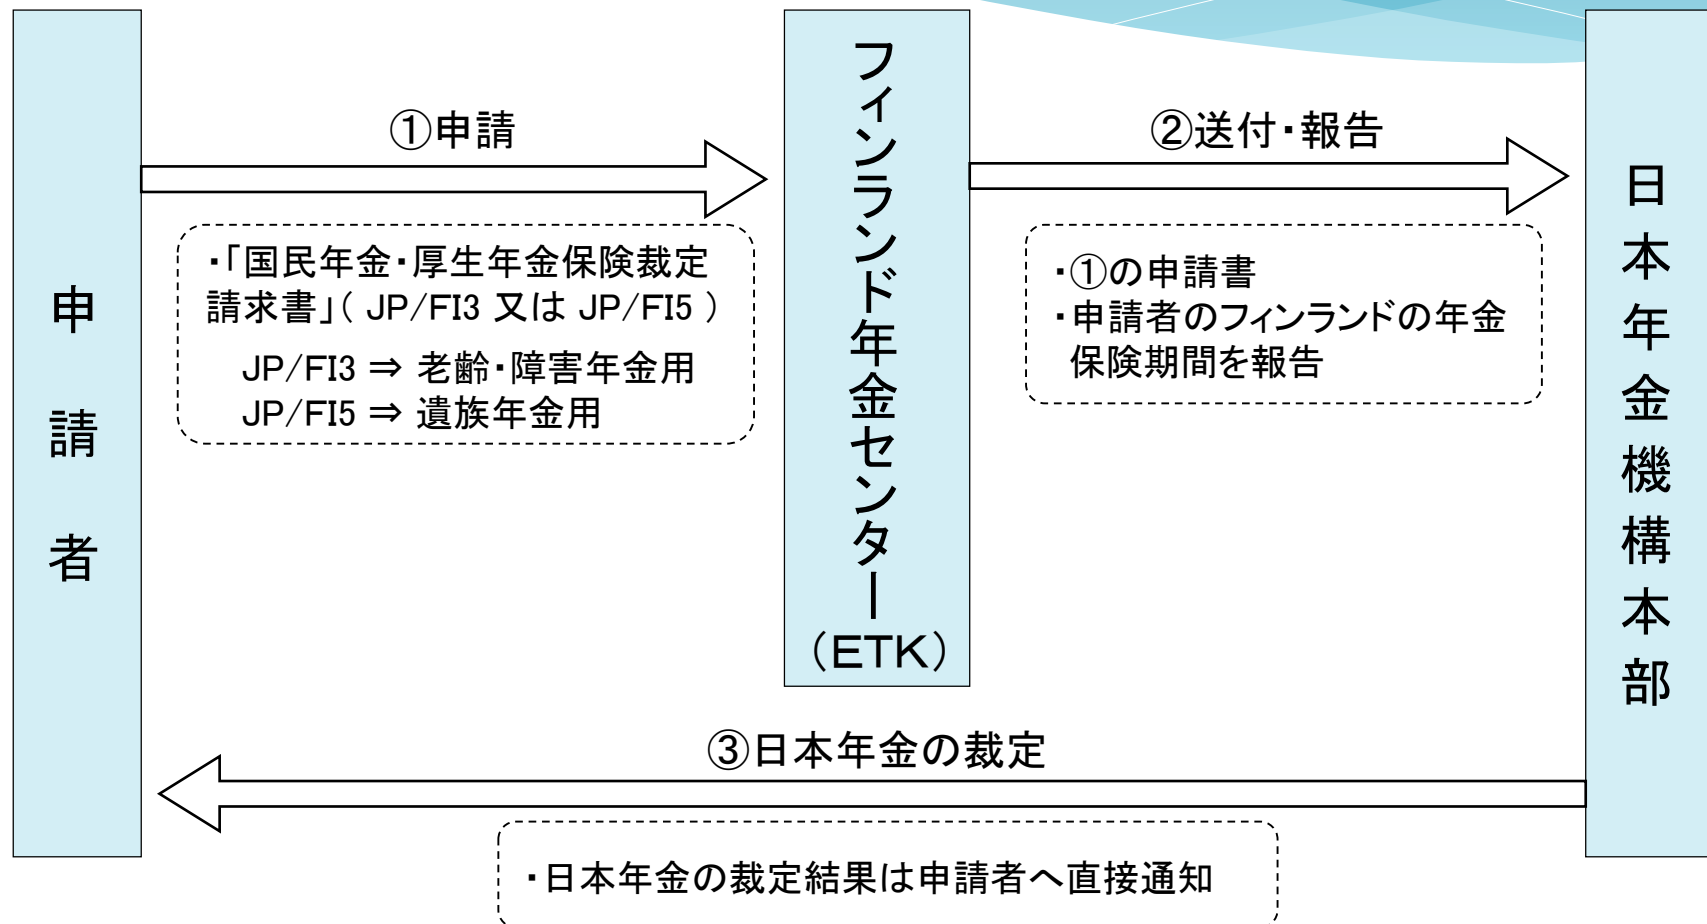 申請者
①申請
・「国民年金・厚生年金保険裁定
請求書」（ JP/FI3 又は JP/FI5 ）
JP/FI3 ⇒ 老齢・障害年金用
JP/FI5 ⇒ 遺族年金用
フィンランド年金センター
（ＥＴＫ）
②送付・報告
・①の申請書
・申請者のフィンランドの年金
保険期間を報告
日本年金機構本部
③日本年金の裁定
・日本年金の裁定結果は申請者へ直接通知